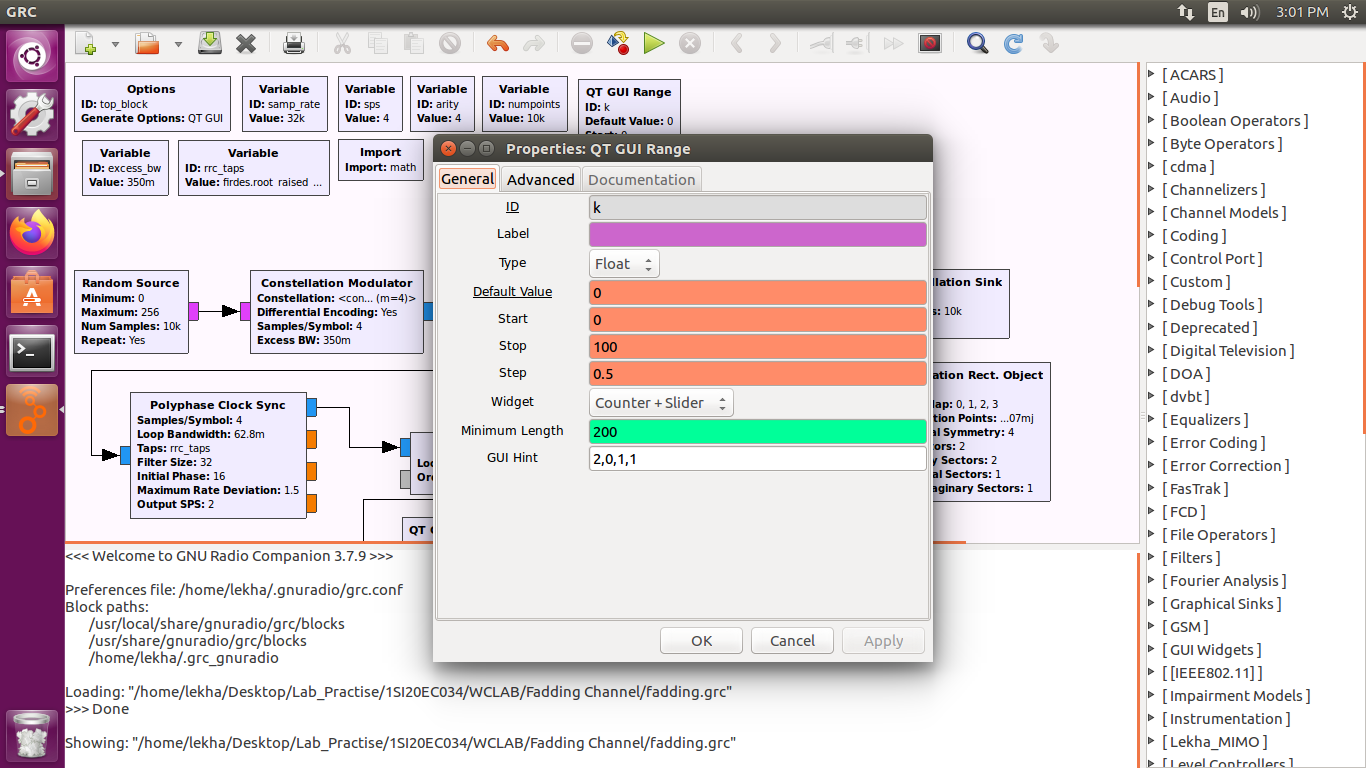 GRC
En
3:01 PM
Options
ID: top_block
Generate Options: QT GUI
Variable
ID: samp_rate
Value: 32k
Variable
ID: sps
Value: 4
Variable
ID: arity
Value: 4
Variable
ID: numpoints
Value: 10k
QT GUI Range
ID: k
Default Value: 0
Variable
ID: excess_bw
Value: 350m
Variable
ID: rrc_taps
Value: firdes.root_raised_...
Import
Import: math
Random Source
Minimum: 0
Maximum: 256
Num Samples: 10k
Repeat: Yes
Constellation Modulator
Constellation: <con... (m=4)>
Differential Encoding: Yes
Samples/Symbol: 4
Excess BW: 350m
Polyphase Clock Sync
Samples/Symbol: 4
Loop Bandwidth: 62.8m
Taps: rrc_taps
Filter Size: 32
Initial Phase: 16
Maximum Rate Deviation: 1.5
Output SPS: 2
Loo
Or
QT G
Properties: QT GUI Range
General
Advanced
Documentation
ID
k
Label
Type
Float
Default Value
0
Start
0
Stop
100
Step
0.5
Widget
Counter + Slider
Minimum Length
200
GUI Hint
2,0,1,1
OK
Cancel
Apply
llation Sink
s: 10k
ation Rect. Object
lap: 0, 1, 2, 3
tion Points: ...07mj
al Symmetry: 4
tors: 2
y Sectors: 2
al Sectors: 1
aginary Sectors: 1
<<< Welcome to GNU Radio Companion 3.7.9 >>>
Preferences file: /home/lekha/.gnuradio/grc.conf
Block paths:
/usr/local/share/gnuradio/grc/blocks
/usr/share/gnuradio/grc/blocks
/home/lekha/.grc_gnuradio
Loading: "/home/lekha/Desktop/Lab_Practise/1SI20EC034/WCLAB/Fadding Channel/fadding.grc"
>>> Done
Showing: "/home/lekha/Desktop/Lab_Practise/1SI20EC034/WCLAB/Fadding Channel/fadding.grc"
[ ACARS ]
[ Audio ]
[ Boolean Operators ]
[ Byte Operators ]
[ cdma ]
[ Channelizers ]
[ Channel Models ]
[ Coding ]
[ Control Port ]
[ Custom ]
[ Debug Tools ]
[ Deprecated ]
[ Digital Television ]
[ DOA ]
[ dvbt ]
[ Equalizers ]
[ Error Coding ]
[ Error Correction ]
[ FasTrak ]
[ FCD ]
[ File Operators ]
[ Filters ]
[ Fourier Analysis ]
[ Graphical Sinks ]
[ GSM ]
[ GUI Widgets ]
[ [IEEE802.11] ]
[ Impairment Models ]
[ Instrumentation ]
[ Lekha_MIMO ]
[ Level Controllers ]